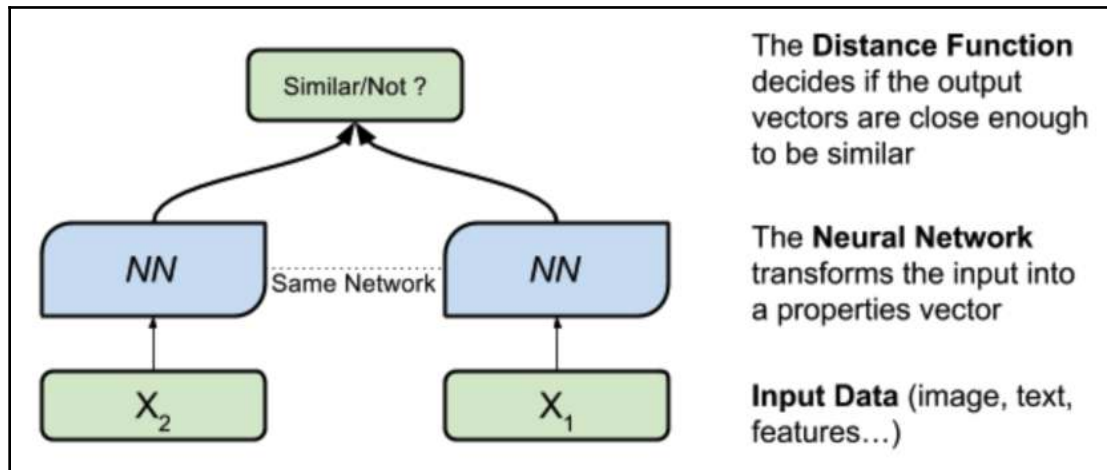 Similar/Not ?
The Distance Function
decides if the output
vectors are close enough
to be similar
NN
Same Network
NN
The Neural Network
transforms the input into
a properties vector
X₂
X₁
Input Data (image, text,
features…)